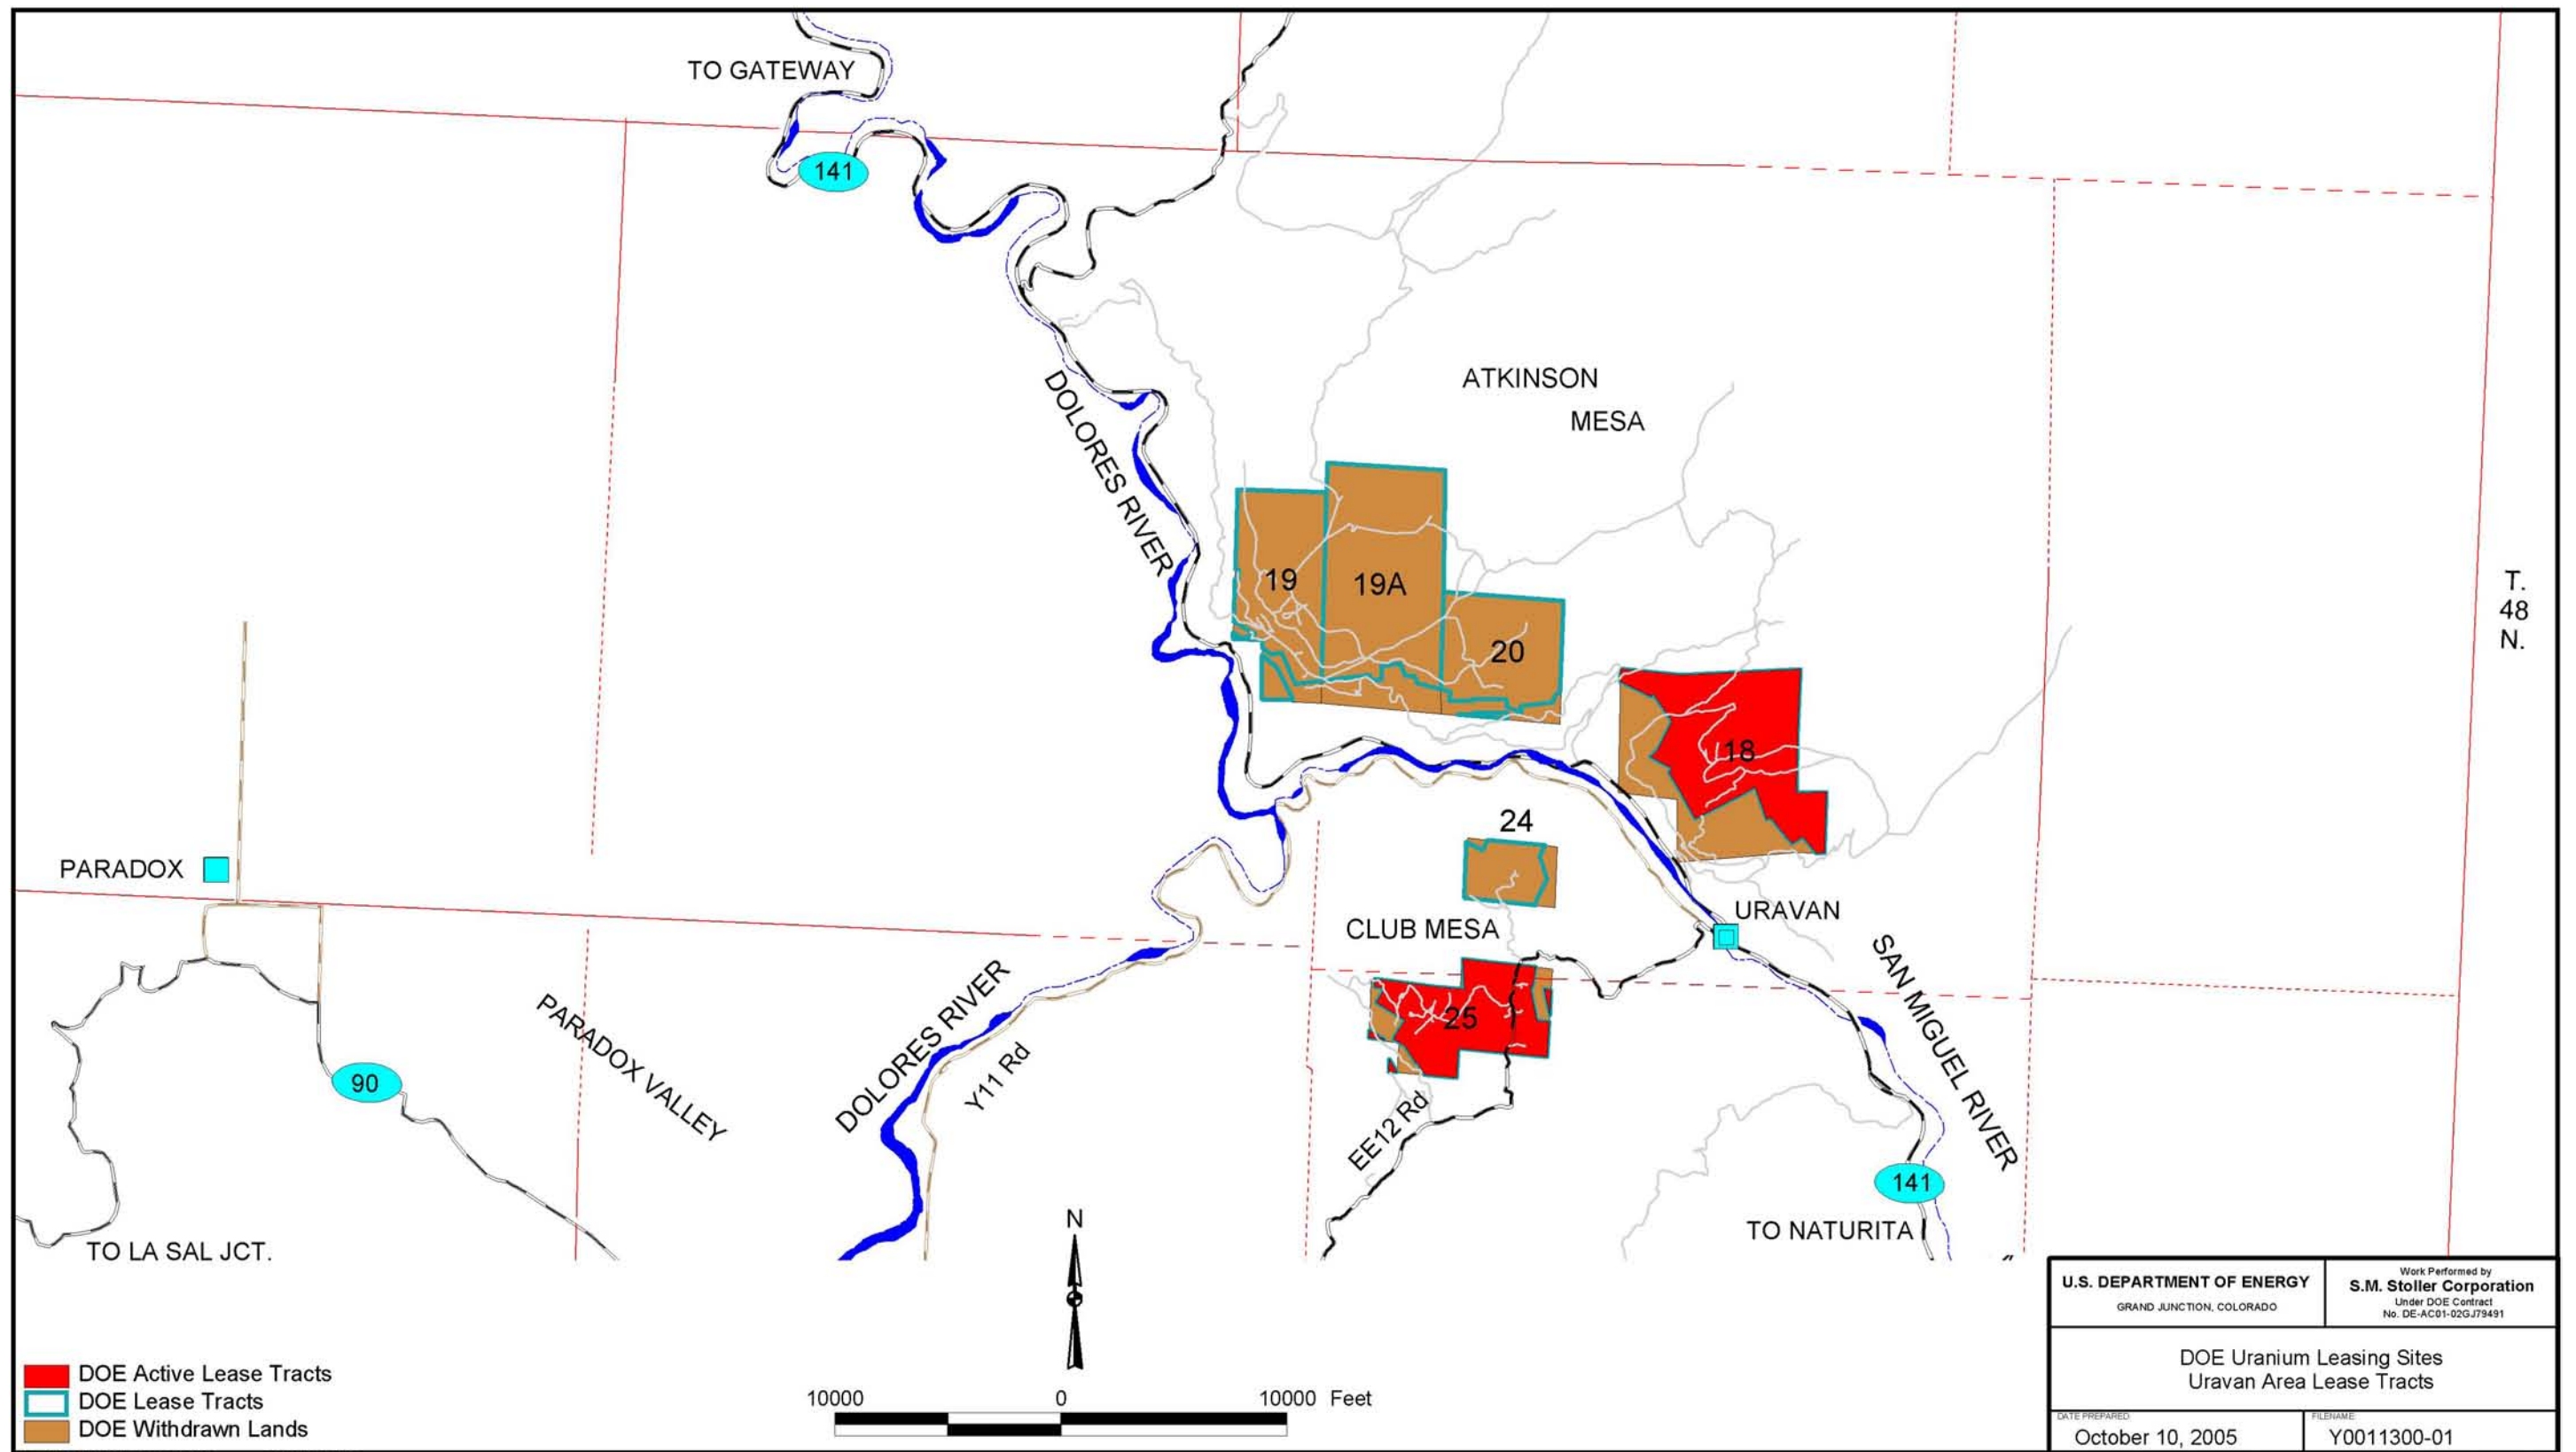 TO GATEWAY
141
DOLORES RIVER
ATKINSON
MESA
19
19A
20
18
T.
48
N.
24
PARADOX
CLUB MESA
URAVAN
SAN MIGUEL RIVER
DOLORES RIVER
Y11 Rd
PARADOX VALLEY
25
90
EE12 Rd
141
TO NATURITA
TO LA SAL JCT.
N
DOE Active Lease Tracts
DOE Lease Tracts
DOE Withdrawn Lands
10000 0 10000 Feet
U.S. DEPARTMENT OF ENERGY
GRAND JUNCTION, COLORADO
Work Performed by
S.M. Stoller Corporation
Under DOE Contract
No. DE-AC01-02GJ79491
DOE Uranium Leasing Sites
Uravan Area Lease Tracts
DATE PREPARED:
October 10, 2005
FILENAME:
Y0011300-01